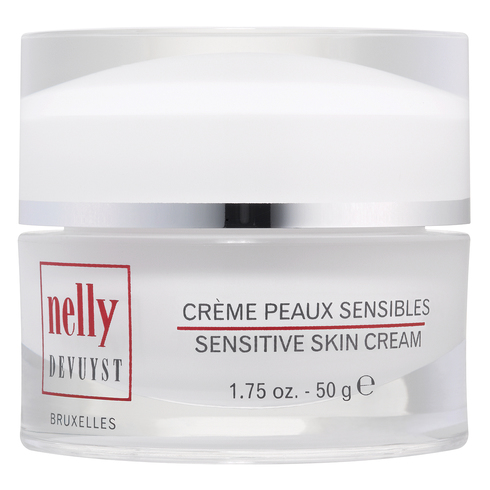 nelly
DEVUYST
BRUXELLES
CRÈME PEAUX SENSIBLES
SENSITIVE SKIN CREAM
1.75 oz. - 50 g ℮